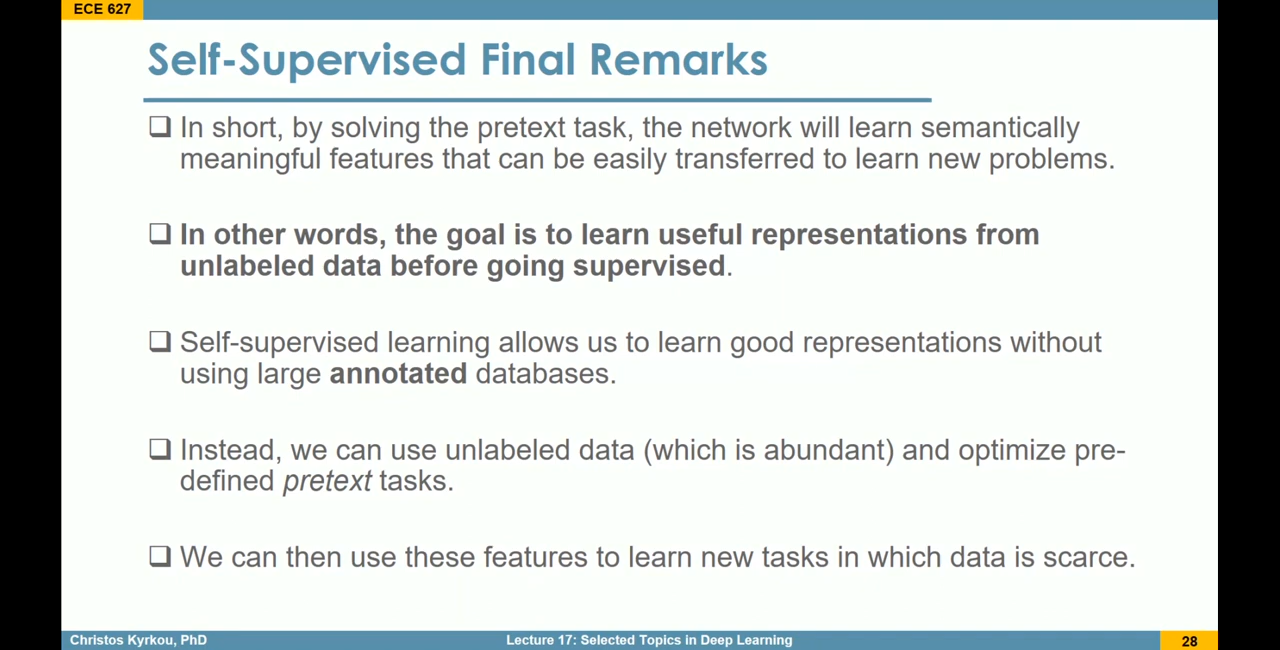 ECE 627
Self-Supervised Final Remarks
❑ In short, by solving the pretext task, the network will learn semantically
meaningful features that can be easily transferred to learn new problems.
❑ In other words, the goal is to learn useful representations from
unlabeled data before going supervised.
❑ Self-supervised learning allows us to learn good representations without
using large annotated databases.
❑ Instead, we can use unlabeled data (which is abundant) and optimize pre-
defined pretext tasks.
❑ We can then use these features to learn new tasks in which data is scarce.
Christos Kyrkou, PhD
Lecture 17: Selected Topics in Deep Learning
28